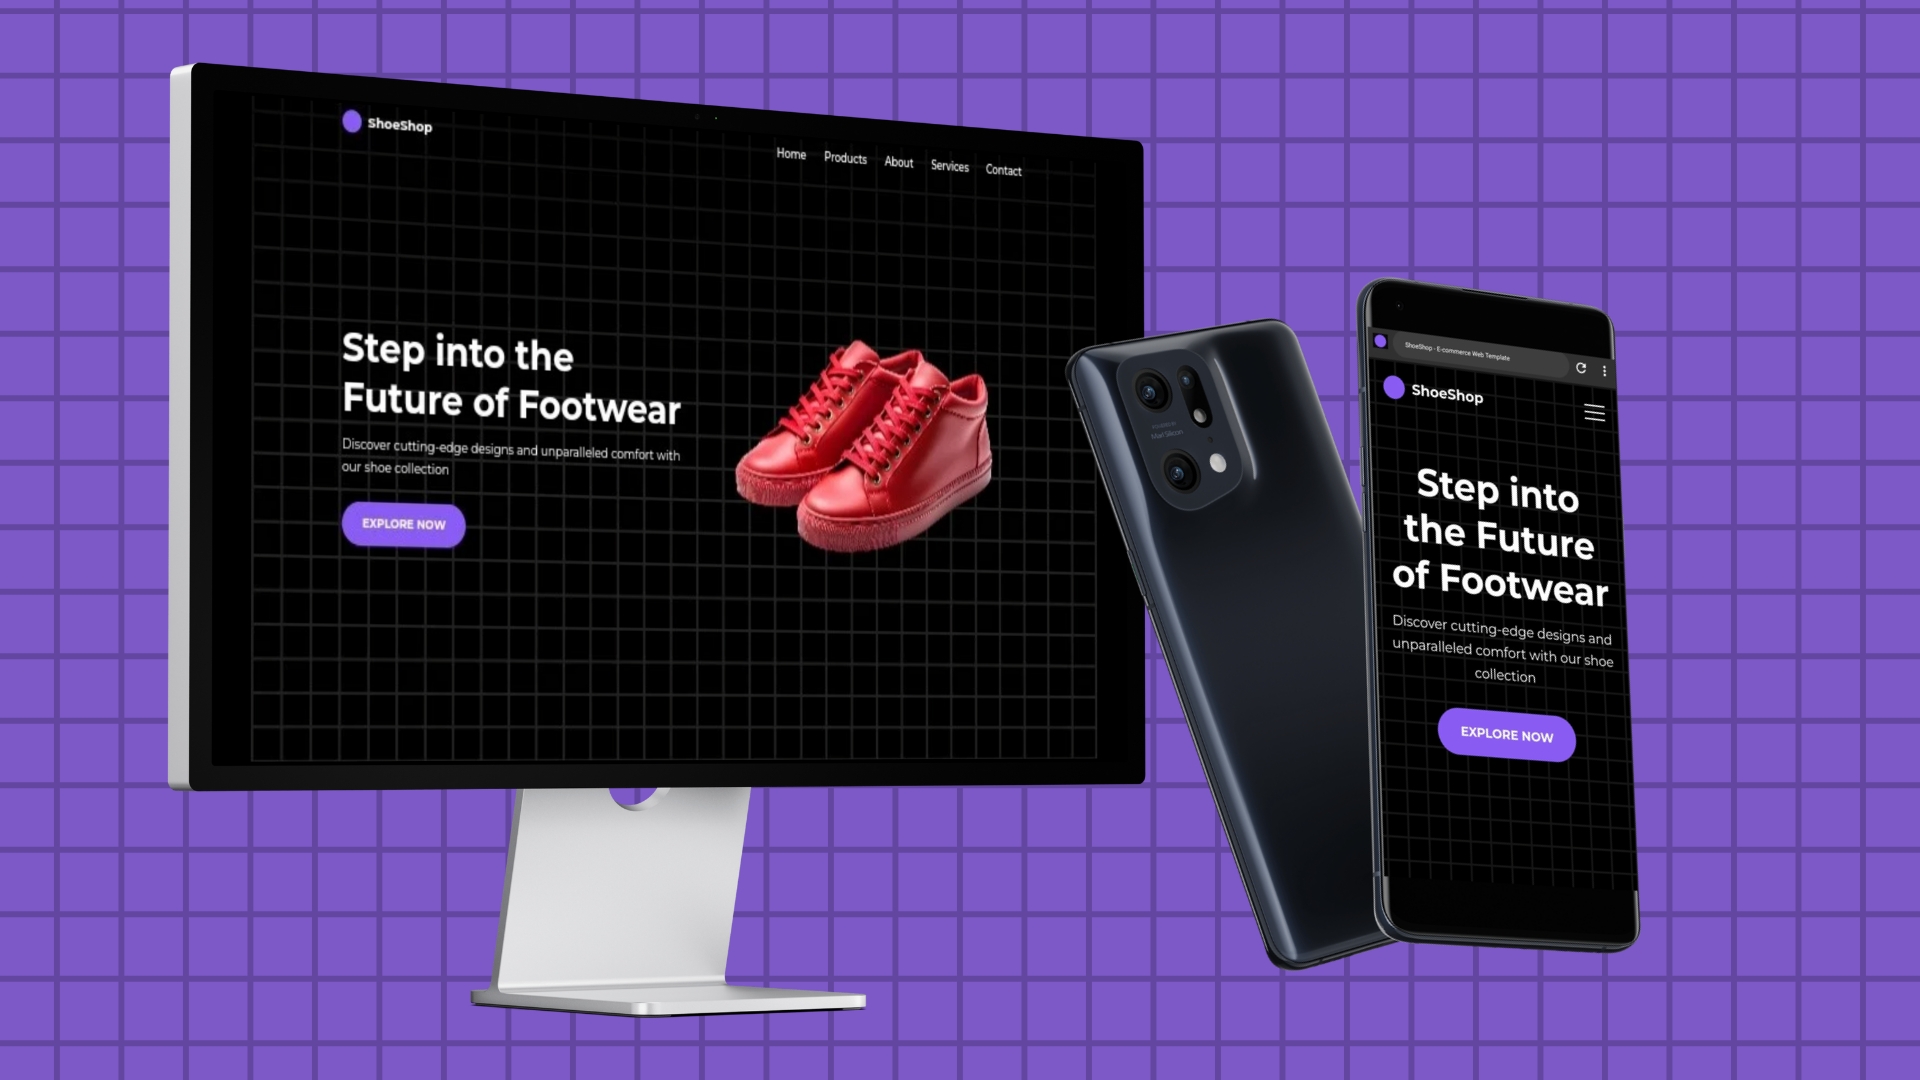 ShoeShop
Home Products About Services Contact
Step into the
Future of Footwear
Discover cutting-edge designs and unparalleled comfort with
our shoe collection
EXPLORE NOW
MariSilicon
ShoeShop - E-commerce Web Template
ShoeShop
Step into
the Future
of Footwear
Discover cutting-edge designs and
unparalleled comfort with our shoe
collection
EXPLORE NOW